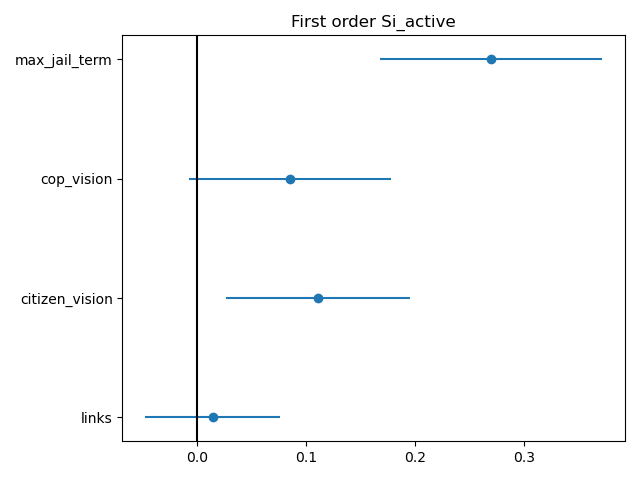 First order Si_active
max_jail_term
cop_vision
citizen_vision
links
0.0 0.1 0.2 0.3